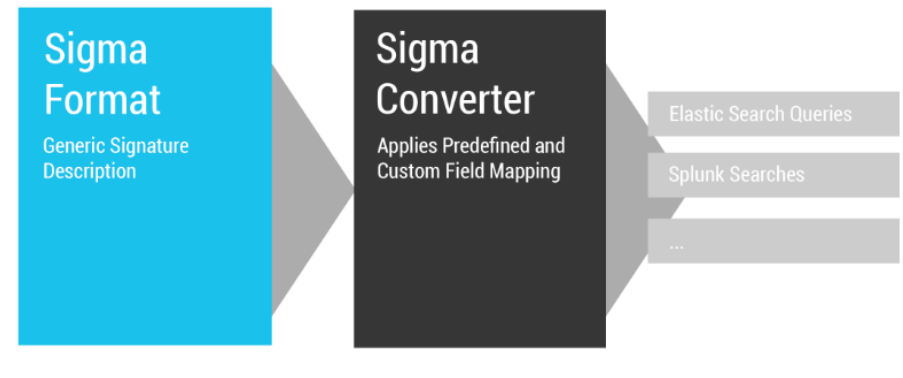 Sigma
Format
Generic Signature
Description
Sigma
Converter
Applies Predefined and
Custom Field Mapping
Elastic Search Queries
Splunk Searches
...